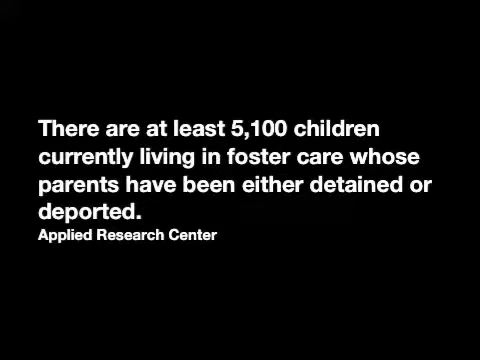 There are at least 5,100 children
currently living in foster care whose
parents have been either detained or
deported.
Applied Research Center